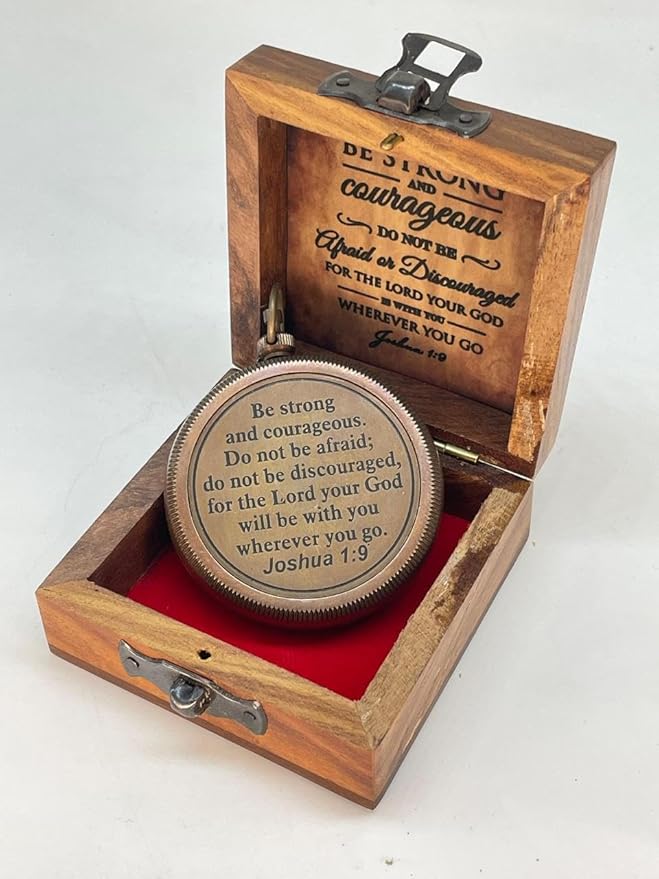 BE STRONG
AND
courageous
DO NOT BE
Afraid or Discouraged
FOR THE LORD YOUR GOD
IS WITH YOU
WHEREVER YOU GO
Joshua 1:9
Be strong
and courageous.
Do not be afraid;
do not be discouraged,
for the Lord your God
will be with you
wherever you go.
Joshua 1:9